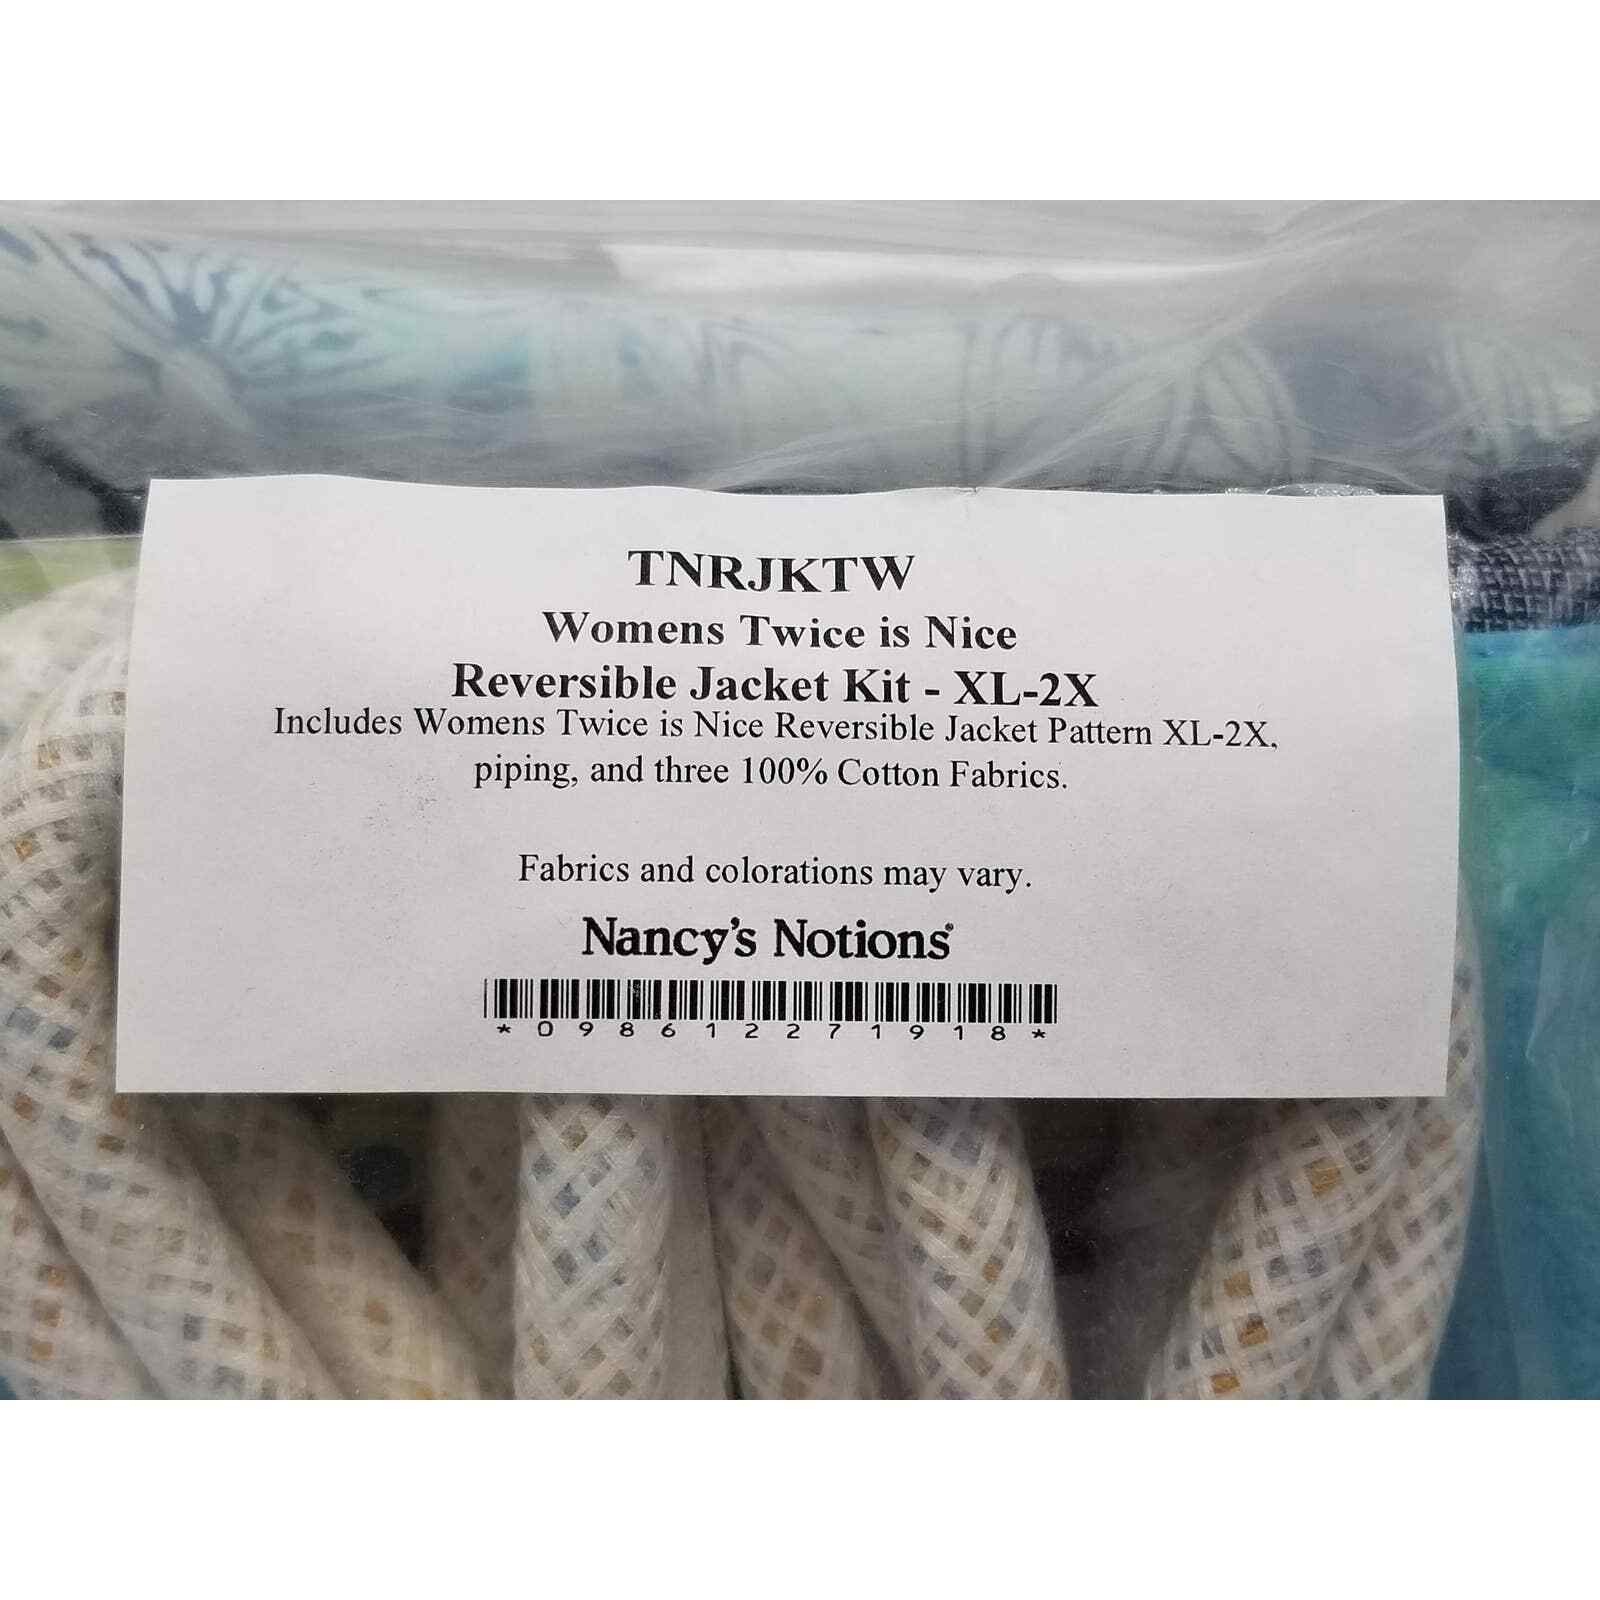 TNRJKTW
Womens Twice is Nice
Reversible Jacket Kit - XL-2X
Includes Womens Twice is Nice Reversible Jacket Pattern XL-2X,
piping, and three 100% Cotton Fabrics.
Fabrics and colorations may vary.
Nancy's Notions®
*098612271918*